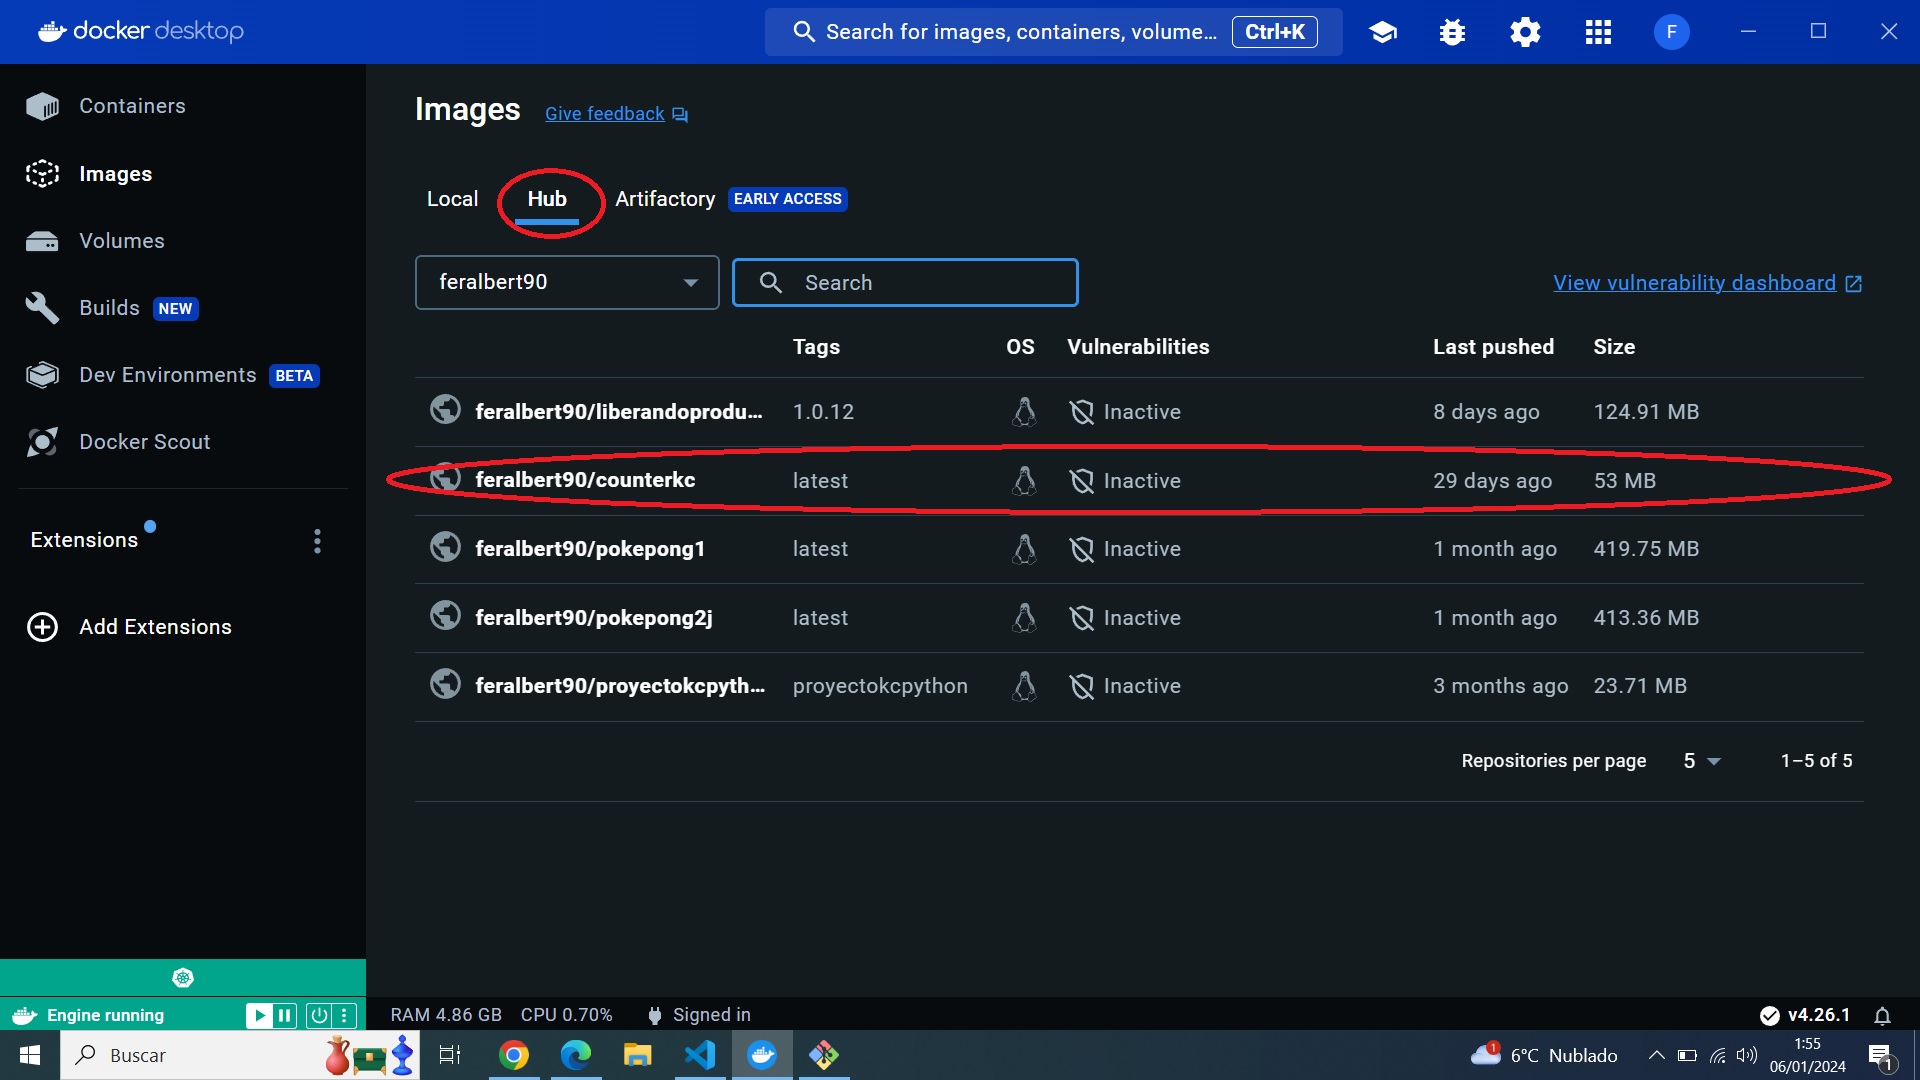 docker desktop
Search for images, containers, volume... Ctrl+K
F
Containers
Images
Volumes
Builds NEW
Dev Environments BETA
Docker Scout
Extensions
Add Extensions
Images Give feedback
Local Hub Artifactory EARLY ACCESS
feralbert90 Search View vulnerability dashboard
Tags OS Vulnerabilities Last pushed Size
feralbert90/liberandoprodu... 1.0.12 Inactive 8 days ago 124.91 MB
feralbert90/counterkc latest Inactive 29 days ago 53 MB
feralbert90/pokepong1 latest Inactive 1 month ago 419.75 MB
feralbert90/pokepong2j latest Inactive 1 month ago 413.36 MB
feralbert90/proyectokcpyth... proyectokcpython Inactive 3 months ago 23.71 MB
Repositories per page 5 1–5 of 5
Engine running RAM 4.86 GB CPU 0.70% Signed in v4.26.1
Buscar 1 6°C Nublado 1:55
06/01/2024 1